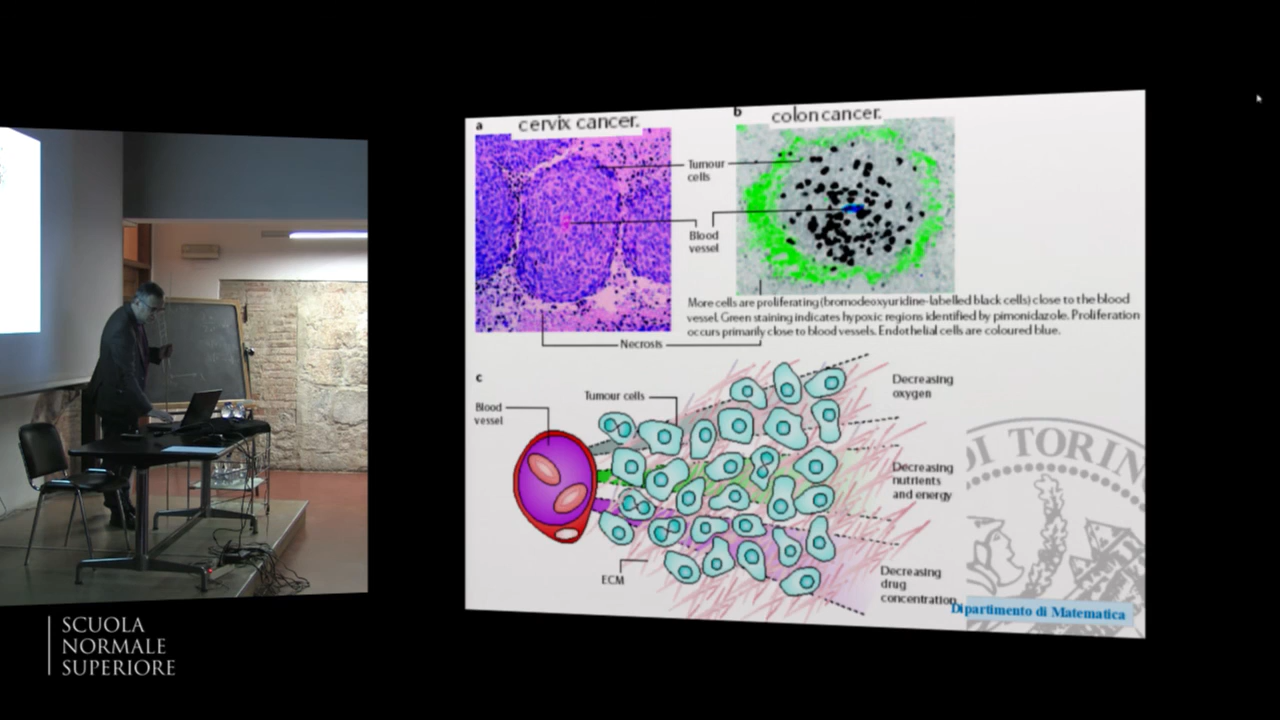 a
cervix cancer.
b
colon cancer.
Tumour
cells
Blood
vessel
More cells are proliferating (bromodeoxyuridine-labelled black cells) close to the blood
vessel. Green staining indicates hypoxic regions identified by pimonidazole. Proliferation
occurs primarily close to blood vessels. Endothelial cells are coloured blue.
Necrosis
c
Tumour cells
Blood
vessel
Decreasing
oxygen
Decreasing
nutrients
and energy
ECM
Decreasing
drug
concentration
DI TORIN
Dipartimento di Matematica
SCUOLA
NORMALE
SUPERIORE